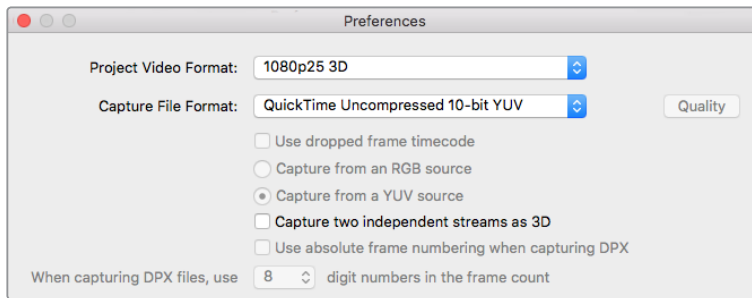 Preferences
Project Video Format: 1080p25 3D
Capture File Format: QuickTime Uncompressed 10-bit YUV Quality
Use dropped frame timecode
Capture from an RGB source
Capture from a YUV source
Capture two independent streams as 3D
Use absolute frame numbering when capturing DPX
When capturing DPX files, use 8 digit numbers in the frame count